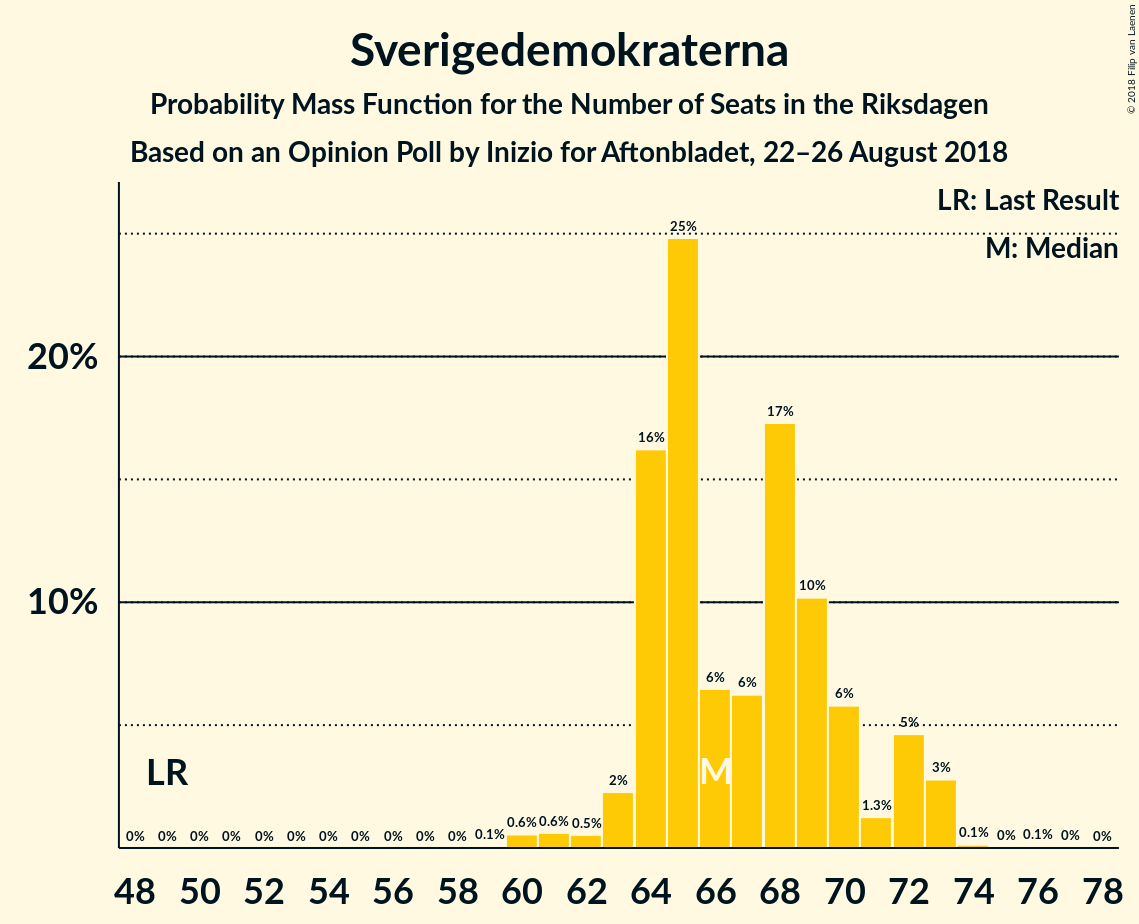 Sverigedemokraterna
Probability Mass Function for the Number of Seats in the Riksdagen
Based on an Opinion Poll by Inizio for Aftonbladet, 22–26 August 2018
© 2018 Filip van Laenen
LR: Last Result
M: Median
25%
20%
17%
16%
10%
10%
6% 6% 6%
5%
LR M
3%
2%
1.3%
0% 0% 0% 0% 0% 0% 0% 0% 0% 0% 0% 0.1% 0.6% 0.6% 0.5% 0.1% 0% 0.1% 0% 0%
48 50 52 54 56 58 60 62 64 66 68 70 72 74 76 78